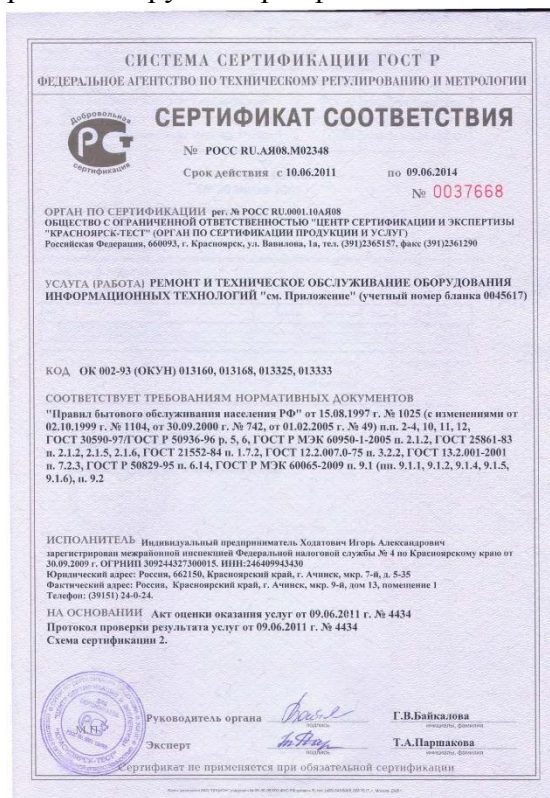 СИСТЕМА СЕРТИФИКАЦИИ ГОСТ Р
ФЕДЕРАЛЬНОЕ АГЕНТСТВО ПО ТЕХНИЧЕСКОМУ РЕГУЛИРОВАНИЮ И МЕТРОЛОГИИ
Добровольная
сертификация
СЕРТИФИКАТ СООТВЕТСТВИЯ
№ РОСС RU.АЯ08.М02348
Срок действия с 10.06.2011 по 09.06.2014
№ 0037668
ОРГАН ПО СЕРТИФИКАЦИИ рег. № РОСС RU.0001.10АЯ08
ОБЩЕСТВО С ОГРАНИЧЕННОЙ ОТВЕТСТВЕННОСТЬЮ "ЦЕНТР СЕРТИФИКАЦИИ И ЭКСПЕРТИЗЫ
"КРАСНОЯРСК-ТЕСТ" (ОРГАН ПО СЕРТИФИКАЦИИ ПРОДУКЦИИ И УСЛУГ)
Российская Федерация, 660093, г. Красноярск, ул. Вавилова, 1а, тел. (391)2365157, факс (391)2361290
УСЛУГА (РАБОТА) РЕМОНТ И ТЕХНИЧЕСКОЕ ОБСЛУЖИВАНИЕ ОБОРУДОВАНИЯ
ИНФОРМАЦИОННЫХ ТЕХНОЛОГИЙ "см. Приложение" (учетный номер бланка 0045617)
КОД ОК 002-93 (ОКУН) 013160, 013168, 013325, 013333
СООТВЕТСТВУЕТ ТРЕБОВАНИЯМ НОРМАТИВНЫХ ДОКУМЕНТОВ
"Правил бытового обслуживания населения РФ" от 15.08.1997 г. № 1025 (с изменениями от
02.10.1999 г. № 1104, от 30.09.2000 г. № 742, от 01.02.2005 г. № 49) п.п. 2-4, 10, 11, 12,
ГОСТ 30590-97/ГОСТ Р 50936-96 р. 5, 6, ГОСТ Р МЭК 60950-1-2005 п. 2.1.2, ГОСТ 25861-83
п. 2.1.2, 2.1.5, 2.1.6, ГОСТ 21552-84 п. 1.7.2, ГОСТ 12.2.007.0-75 п. 3.2.2, ГОСТ 13.2.001-2001
п. 7.2.3, ГОСТ Р 50829-95 п. 6.14, ГОСТ Р МЭК 60065-2009 п. 9.1 (пп. 9.1.1, 9.1.2, 9.1.4, 9.1.5,
9.1.6), п. 9.2
ИСПОЛНИТЕЛЬ Индивидуальный предприниматель Ходатович Игорь Александрович
зарегистрирован межрайонной инспекцией Федеральной налоговой службы № 4 по Красноярскому краю от
30.09.2009 г. ОГРНИП 309244327300015. ИНН:246409943430
Юридический адрес: Россия, 662150, Красноярский край, г. Ачинск, мкр. 7-й, д. 5-35
Фактический адрес: Россия, Красноярский край, г. Ачинск, мкр. 9-й, дом 13, помещение 1
Телефон: (39151) 24-0-24.
НА ОСНОВАНИИ Акт оценки оказания услуг от 09.06.2011 г. № 4434
Протокол проверки результата услуг от 09.06.2011 г. № 4434
Схема сертификации 2.
М.П.
Руководитель органа Г.В.Байкалова
подпись инициалы, фамилия
Эксперт Т.А.Паршакова
подпись инициалы, фамилия
Сертификат не применяется при обязательной сертификации